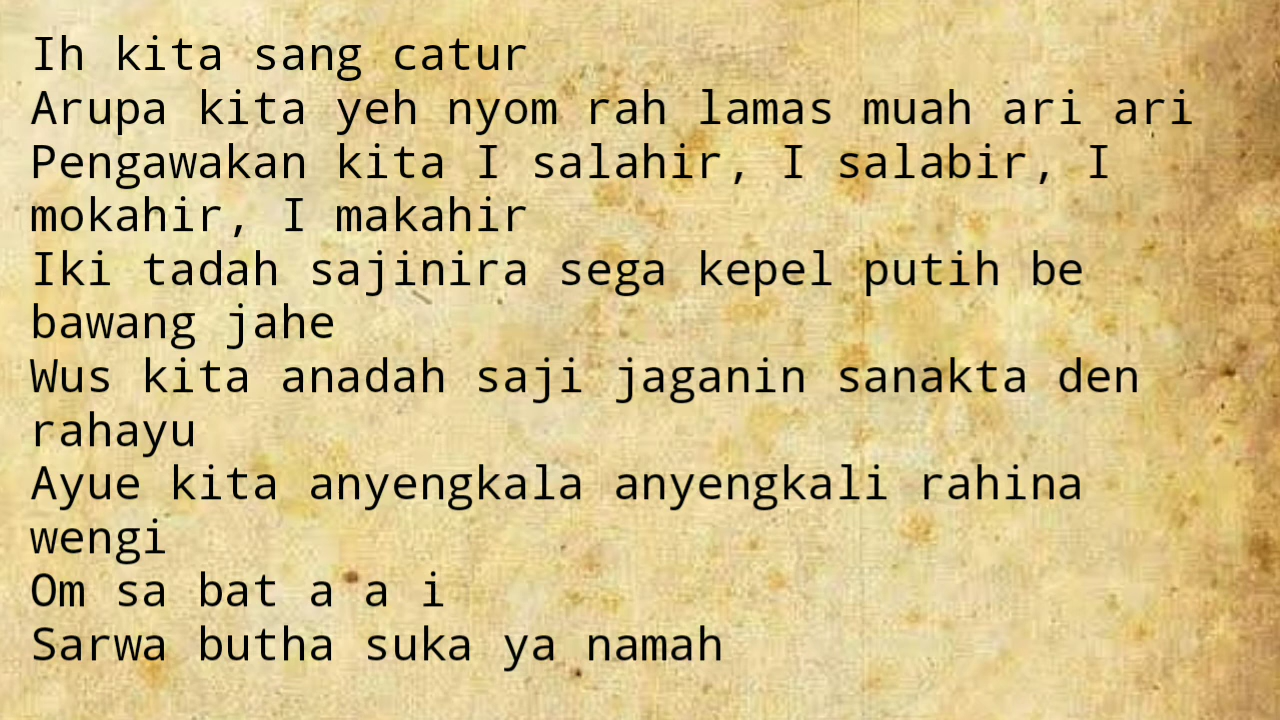 Ih kita sang catur
Arupa kita yeh nyom rah lamas muah ari ari
Pengawakan kita I salahir, I salabir, I
mokahir, I makahir
Iki tadah sajinira sega kepel putih be
bawang jahe
Wus kita anadah saji jaganin sanakta den
rahayu
Ayue kita anyengkala anyengkali rahina
wengi
Om sa bat a a i
Sarwa butha suka ya namah